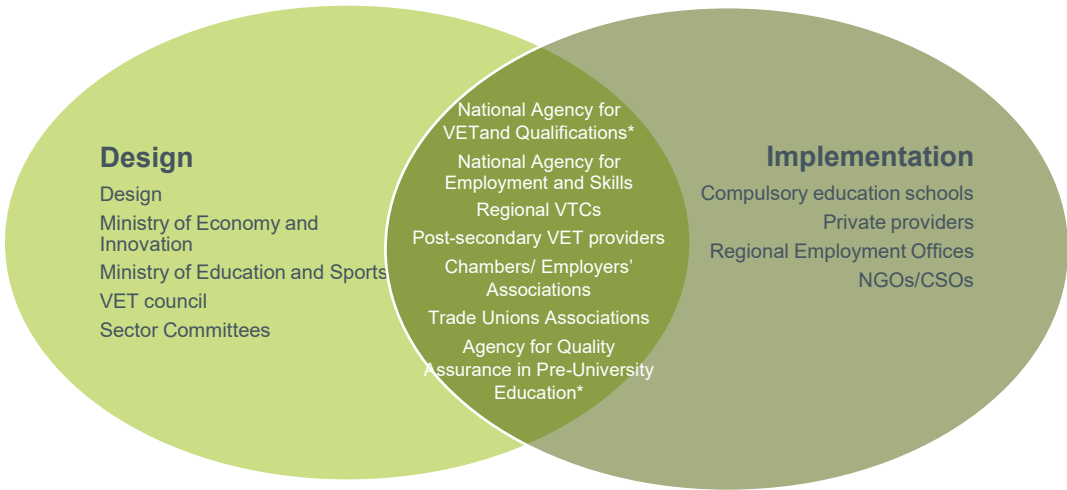 Design
Design
Ministry of Economy and
Innovation
Ministry of Education and Sports
VET council
Sector Committees
National Agency for
VETand Qualifications*
National Agency for
Employment and Skills
Regional VTCs
Post-secondary VET providers
Chambers/ Employers’
Associations
Trade Unions Associations
Agency for Quality
Assurance in Pre-University
Education*
Implementation
Compulsory education schools
Private providers
Regional Employment Offices
NGOs/CSOs